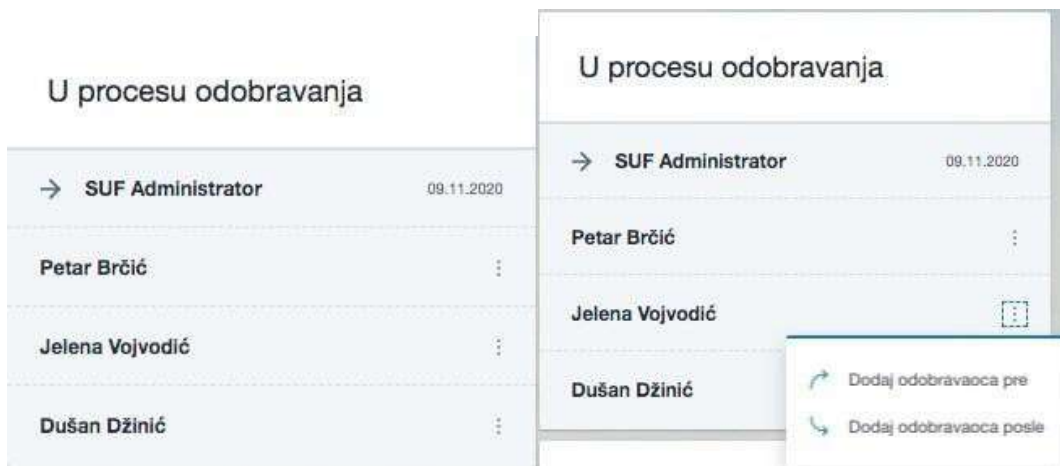 U procesu odobravanja
SUF Administrator 09.11.2020
Petar Brčić
Jelena Vojvodić
Dušan Džinić
U procesu odobravanja
SUF Administrator 09.11.2020
Petar Brčić
Jelena Vojvodić
Dušan Džinić
Dodaj odobravaoca pre
Dodaj odobravaoca posle